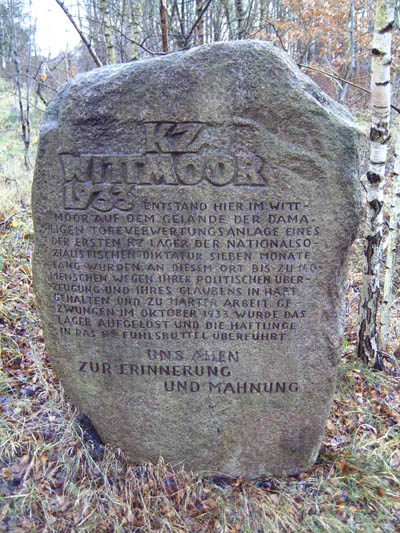 KZ
WITTMOOR
1933 ENTSTAND HIER IM WITT-
MOOR AUF DEM GELÄNDE DER DAMA-
LIGEN TORFVERWERTUNGSANLAGE EINES
DER ERSTEN KZ LAGER DER NATIONALSO
ZIALISTISCHEN DIKTATUR SIEBEN MONATE
LANG WURDEN AN DIESEM ORT BIS ZU 140
MENSCHEN WEGEN IHRER POLITISCHEN ÜBER-
ZEUGUNG UND IHRES GLAUBENS IN HAFT
GEHALTEN UND ZU HARTER ARBEIT GE
ZWUNGEN IM OKTOBER 1933 WURDE DAS
LAGER AUFGELÖST UND DIE HÄFTLINGE
IN DAS KZ FUHLSBÜTTEL ÜBERFÜHRT
UNS ALLEN
ZUR ERINNERUNG
UND MAHNUNG